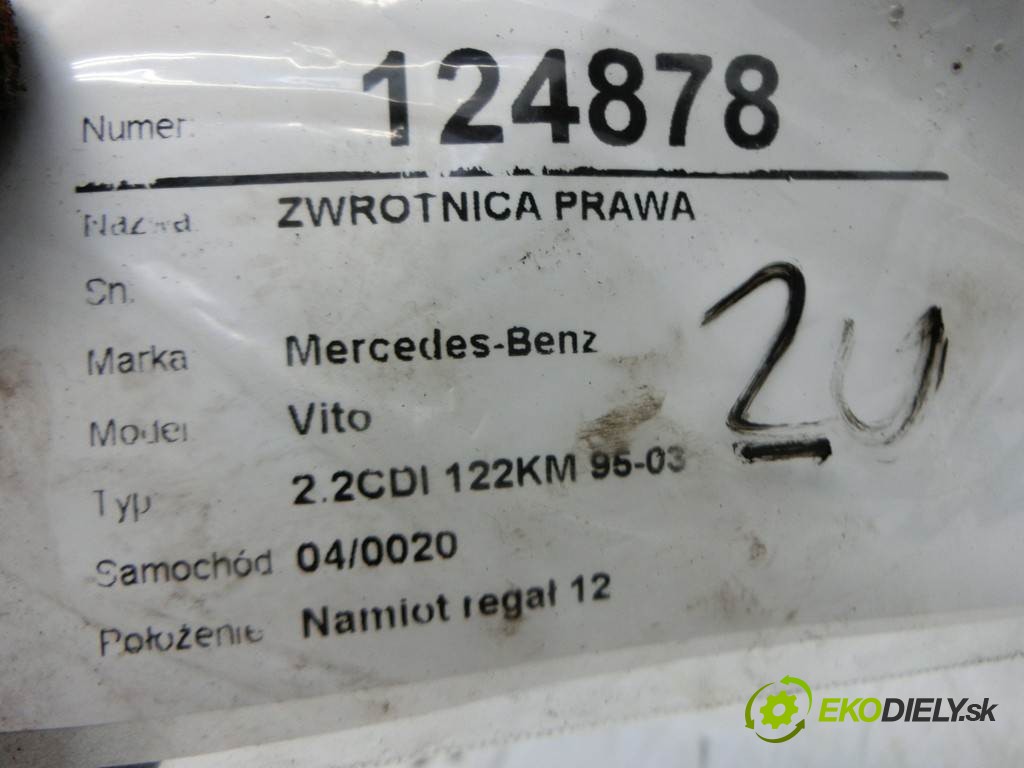 Numer: 124878
Nazwa ZWROTNICA PRAWA
Sn.
Marka Mercedes-Benz
Model Vito
Typ 2.2CDI 122KM 95-03
Samochód 04/0020
Położenie Namiot regał 12
EKODIELY.sk